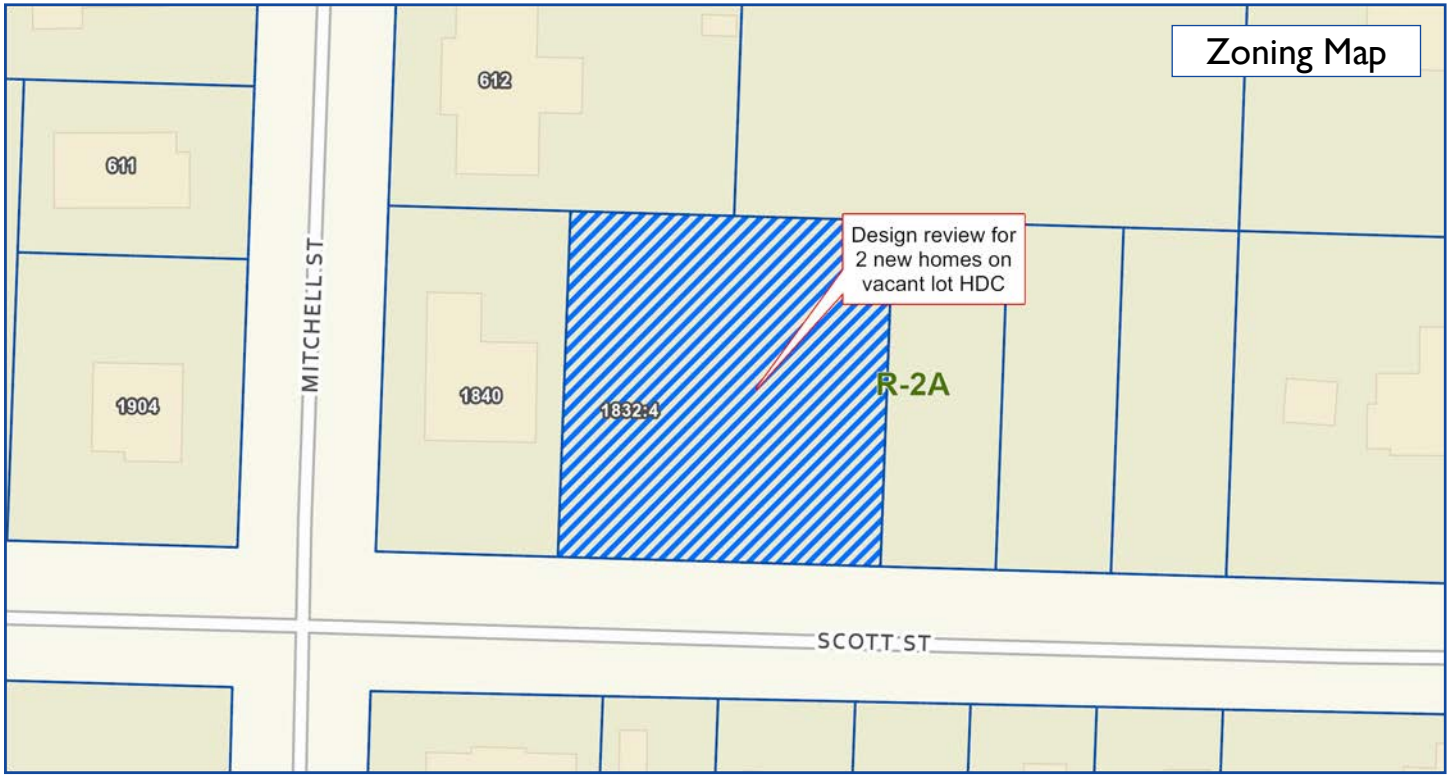 Zoning Map
612
611
MITCHELL ST
Design review for
2 new homes on
vacant lot HDC
R-2A
1904
1840
1832:4
SCOTT ST